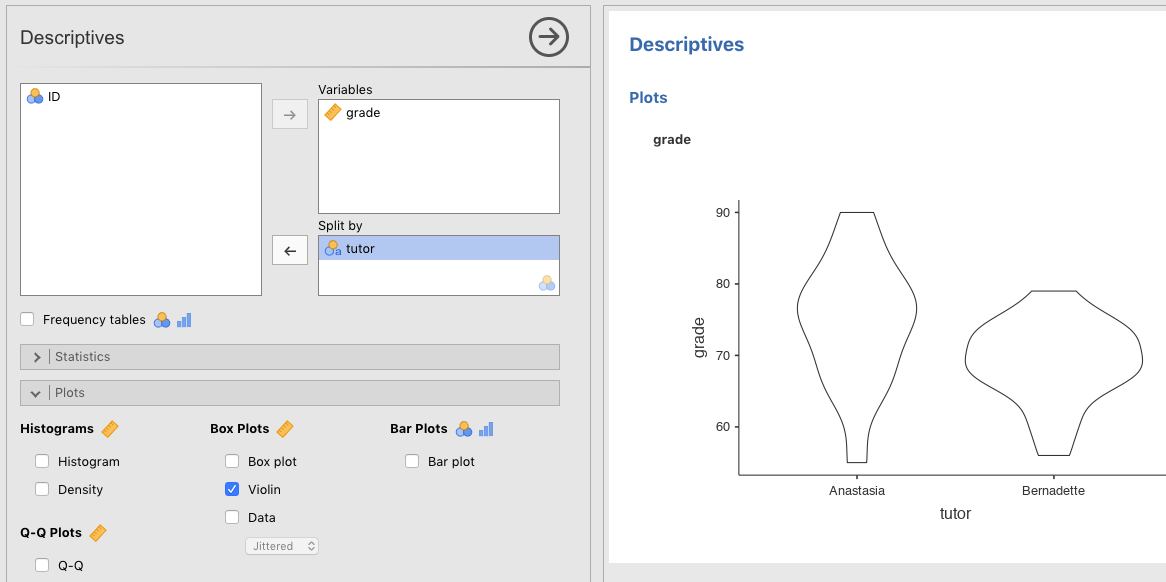 Descriptives
ID
Variables
grade
Split by
tutor
Frequency tables
Statistics
Plots
Histograms
Histogram
Density
Q-Q Plots
Q-Q
Box Plots
Box plot
Violin
Data
Jittered
Bar Plots
Bar plot
Descriptives
Plots
grade
90
80
70
60
grade
Anastasia
Bernadette
tutor